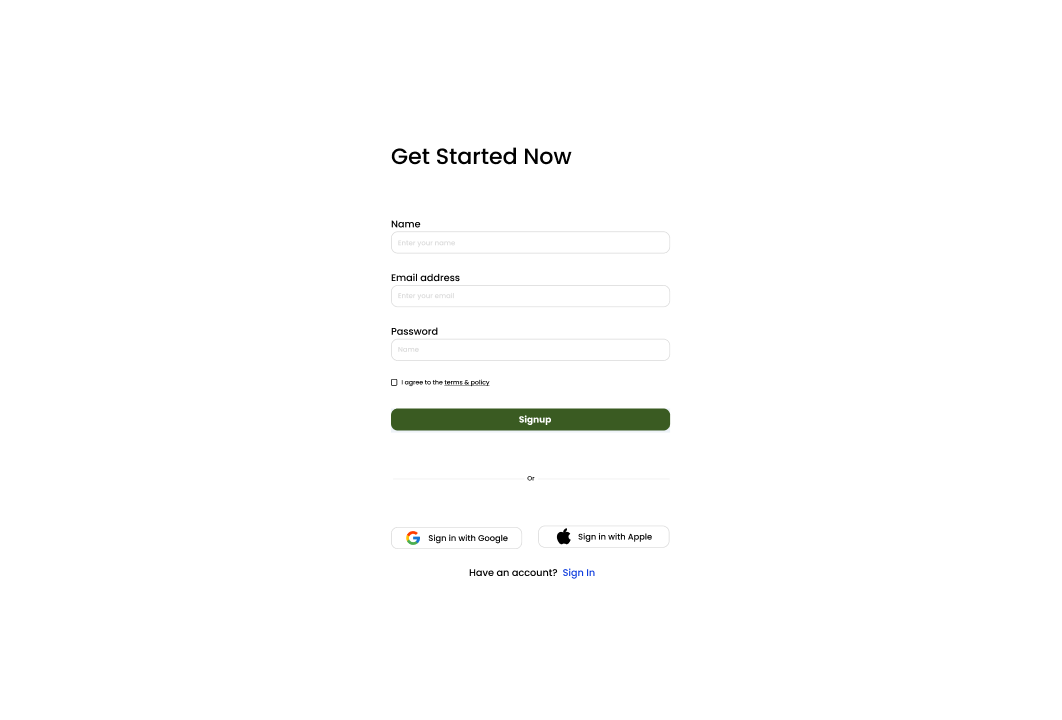 Get Started Now
Name
Enter your name
Email address
Enter your email
Password
Name
I agree to the terms & policy
Signup
Or
Sign in with Google
Sign in with Apple
Have an account? Sign In